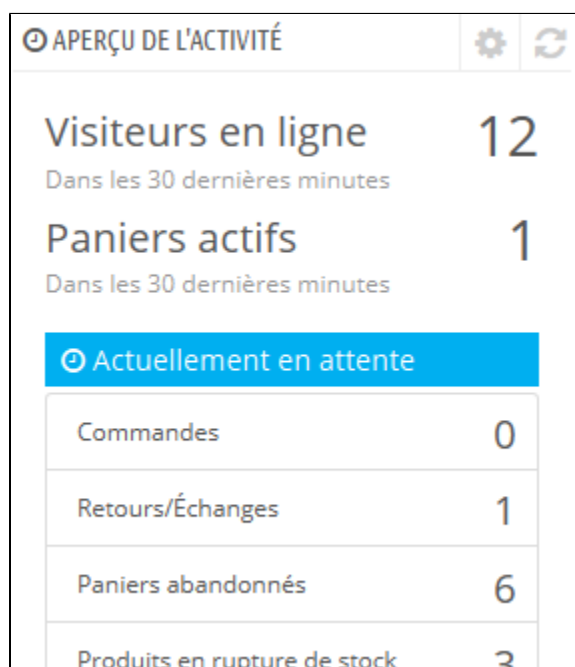 APERÇU DE L'ACTIVITÉ
Visiteurs en ligne 12
Dans les 30 dernières minutes
Paniers actifs 1
Dans les 30 dernières minutes
Actuellement en attente
Commandes 0
Retours/Échanges 1
Paniers abandonnés 6
Produits en rupture de stock 3